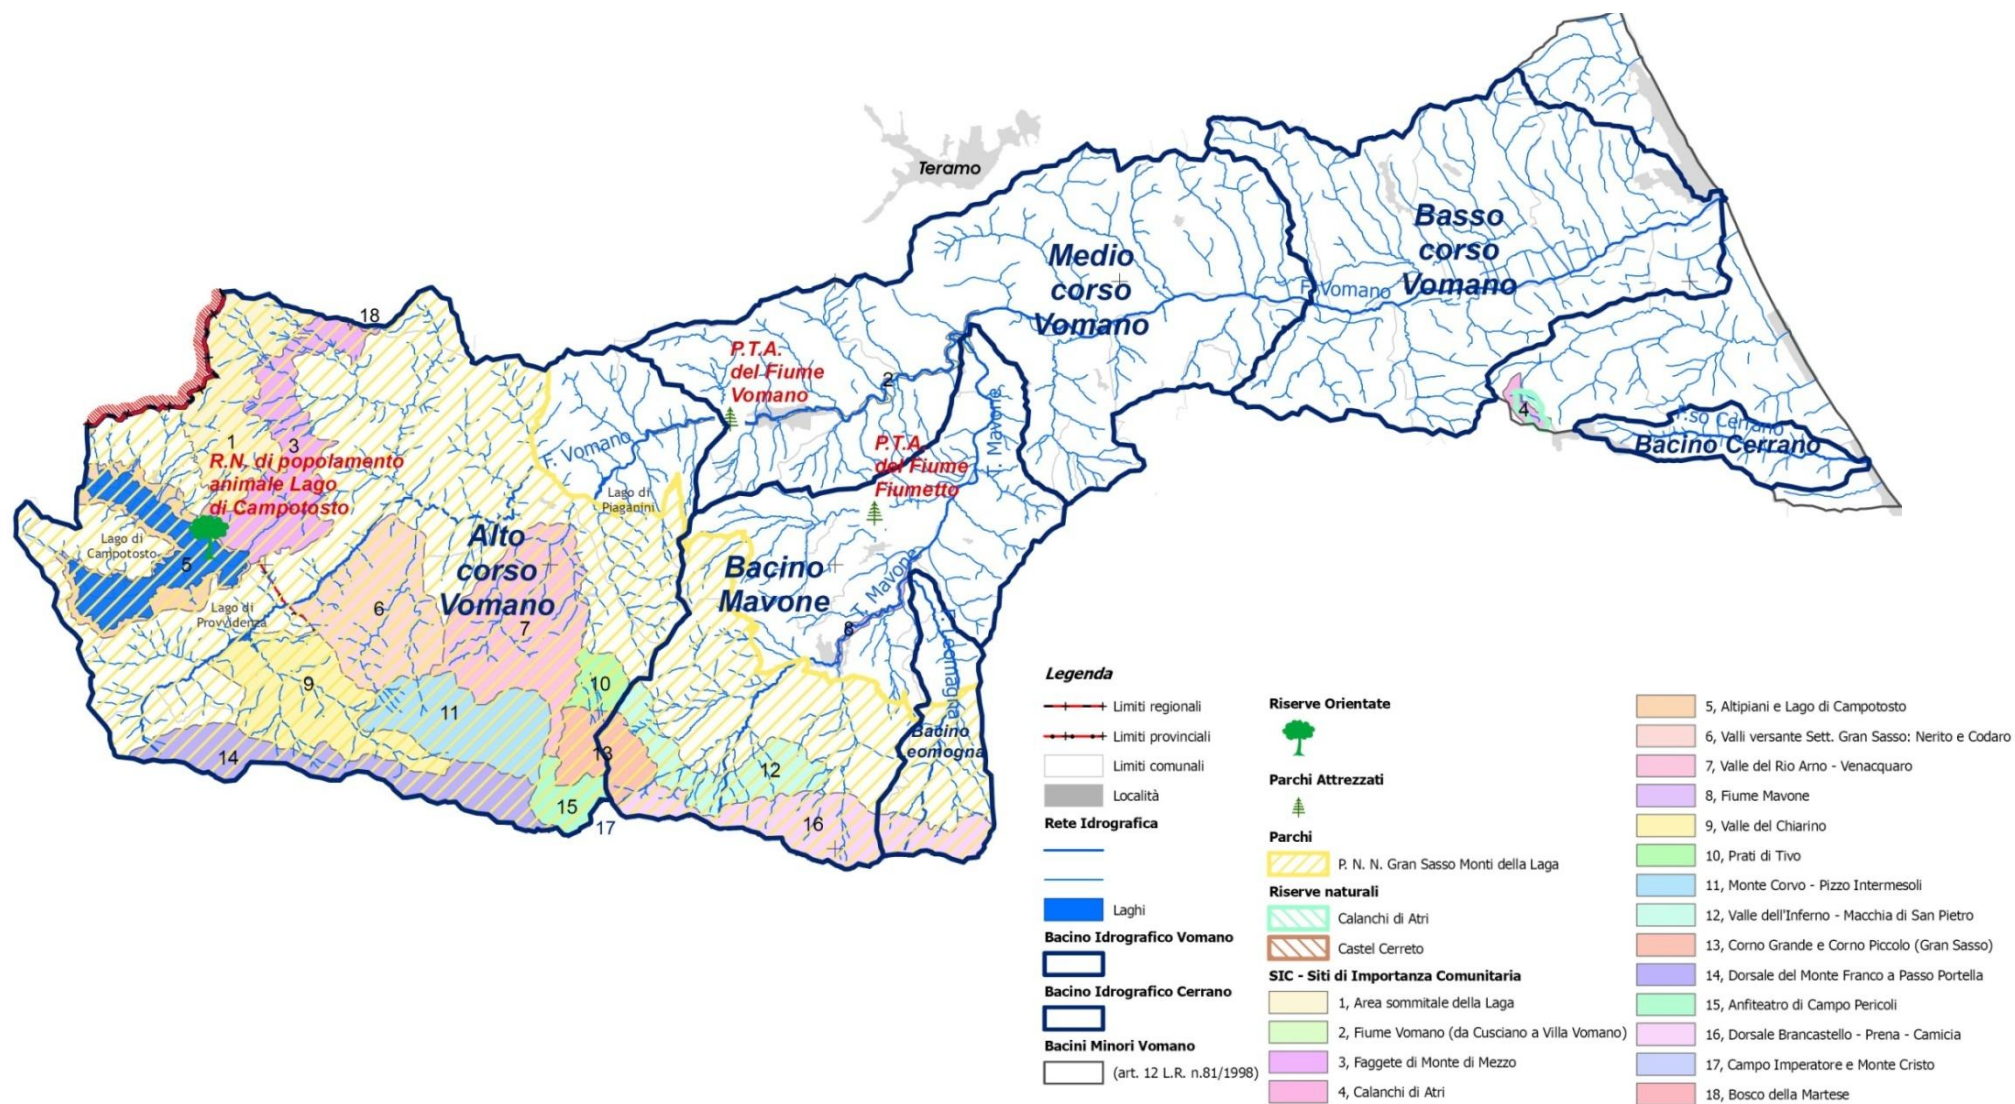 Teramo
Basso
corso
Vomano
Medio
corso
Vomano
F. Vomano
18
P.T.A.
del Fiume
Vomano
2
T. Mavone
4
Bacino Cerrano
1
3
R.N. di popolamento
animale Lago
di Campotosto
F. Vomano
P.T.A.
del Fiume
Fiumetto
Lago di
Piaganini
Lago di
Campotosto
5
Alto
corso
Vomano
Bacino
Mavone
T. Mavone
Lago di
Provvidenza
6
7
8
9
10
11
Bacino
eomogna
14
13
12
15
17
16
Legenda
Limiti regionali
Limiti provinciali
Limiti comunali
Località
Rete Idrografica
Laghi
Bacino Idrografico Vomano
Bacino Idrografico Cerrano
Bacini Minori Vomano
(art. 12 L.R. n.81/1998)
Riserve Orientate
Parchi Attrezzati
Parchi
P. N. N. Gran Sasso Monti della Laga
Riserve naturali
Calanchi di Atri
Castel Cerreto
SIC - Siti di Importanza Comunitaria
1, Area sommitale della Laga
2, Fiume Vomano (da Cusciano a Villa Vomano)
3, Faggete di Monte di Mezzo
4, Calanchi di Atri
5, Altipiani e Lago di Campotosto
6, Valli versante Sett. Gran Sasso: Nerito e Codaro
7, Valle del Rio Arno - Venacquaro
8, Fiume Mavone
9, Valle del Chiarino
10, Prati di Tivo
11, Monte Corvo - Pizzo Intermesoli
12, Valle dell'Inferno - Macchia di San Pietro
13, Corno Grande e Corno Piccolo (Gran Sasso)
14, Dorsale del Monte Franco a Passo Portella
15, Anfiteatro di Campo Pericoli
16, Dorsale Brancastello - Prena - Camicia
17, Campo Imperatore e Monte Cristo
18, Bosco della Martese